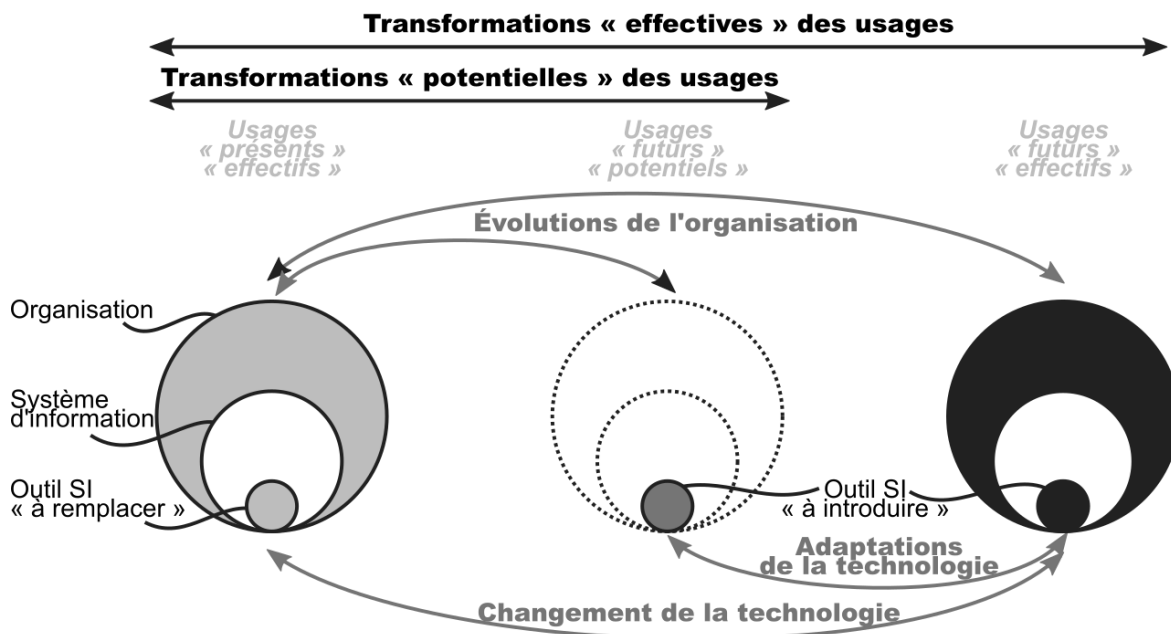 Transformations « effectives » des usages
Transformations « potentielles » des usages
Usages
« présents »
« effectifs »
Usages
« futurs »
« potentiels »
Usages
« futurs »
« effectifs »
Évolutions de l'organisation
Organisation
Système
d'information
Outil SI
« à remplacer »
Outil SI
« à introduire »
Adaptations
de la technologie
Changement de la technologie